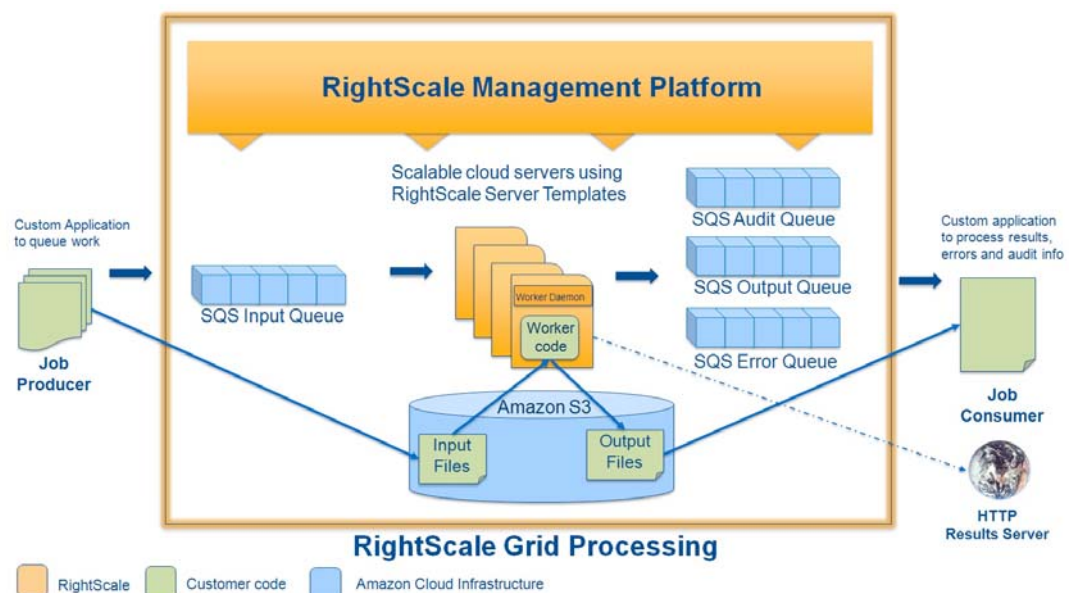 RightScale Management Platform
Scalable cloud servers using
RightScale Server Templates
SQS Audit Queue
Custom Application
to queue work
Custom application
to process results,
errors and audit info
SQS Input Queue
Worker Daemon
Worker
code
SQS Output Queue
SQS Error Queue
Job
Producer
Job
Consumer
Amazon S3
Input
Files
Output
Files
HTTP
Results Server
RightScale Grid Processing
RightScale
Customer code
Amazon Cloud Infrastructure